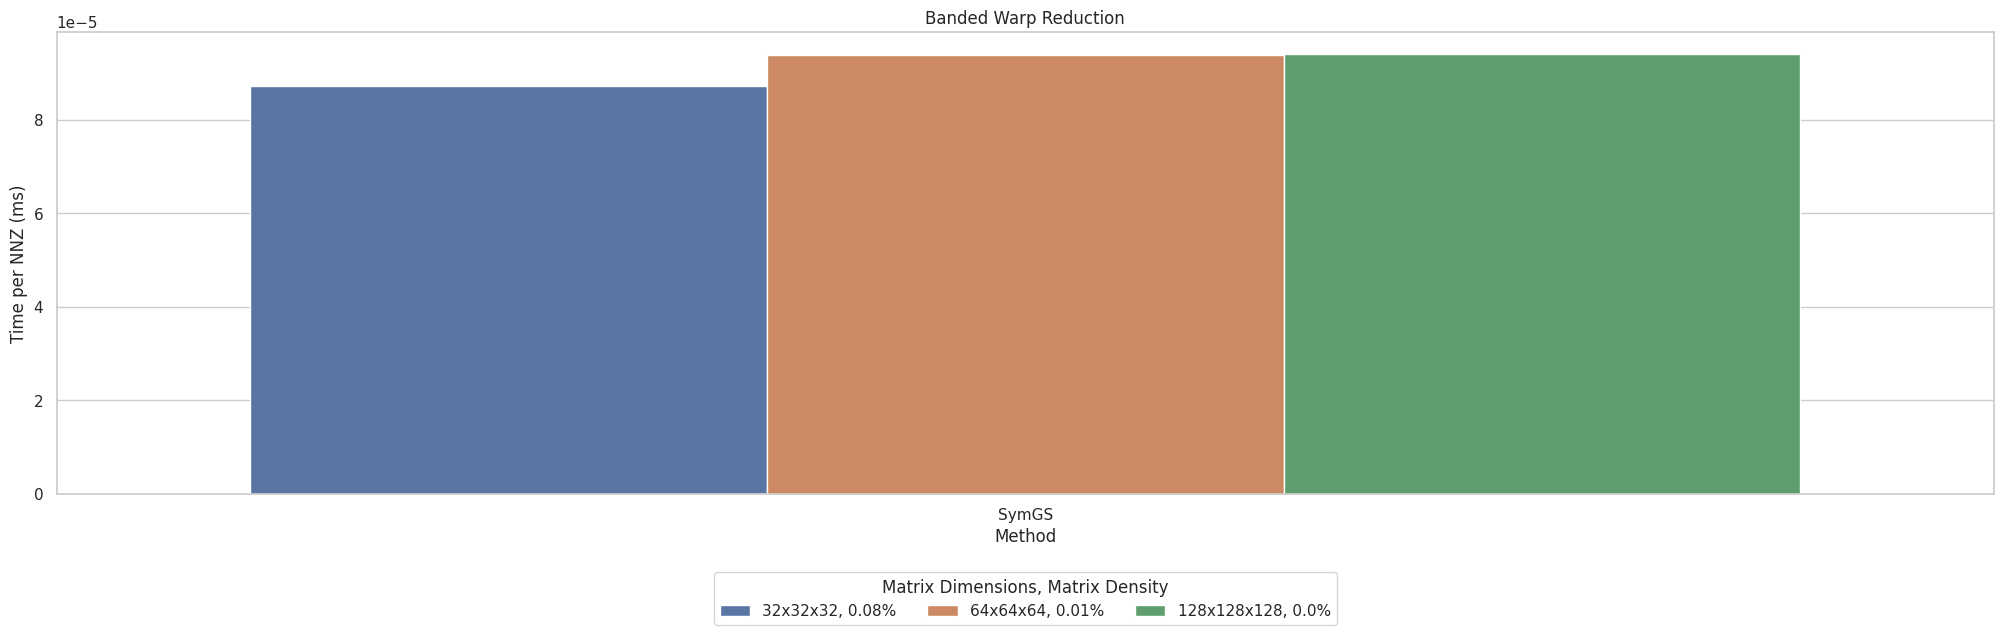 Banded Warp Reduction
1e−5
8
6
4
2
0
Time per NNZ (ms)
SymGS
Method
Matrix Dimensions, Matrix Density
32x32x32, 0.08% 64x64x64, 0.01% 128x128x128, 0.0%